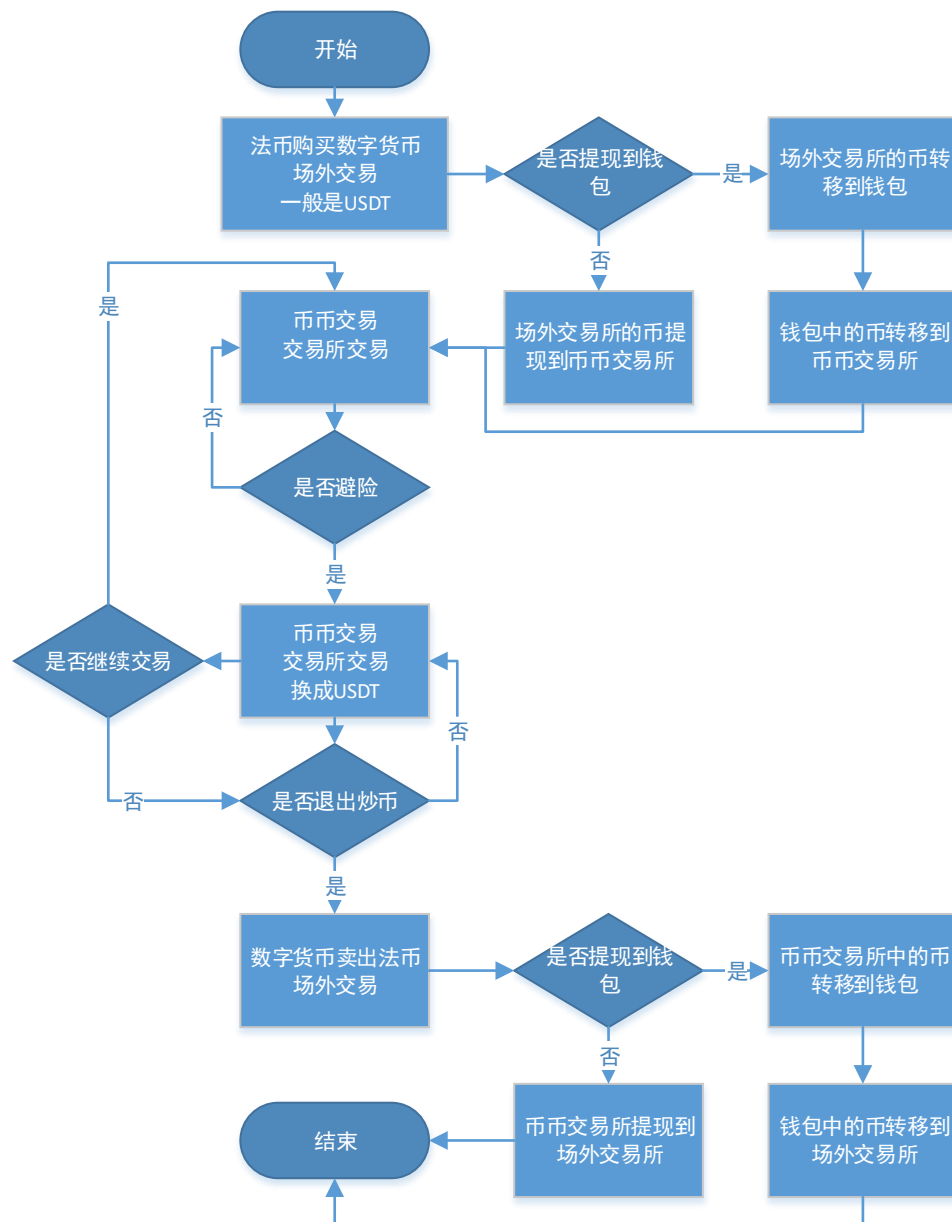 开始
法币购买数字货币
场外交易
一般是USDT
是否提现到钱
包
是
场外交易所的币转
移到钱包
否
是
币币交易
交易所交易
场外交易所的币提
现到币币交易所
钱包中的币转移到
币币交易所
否
是否避险
是
币币交易
交易所交易
换成USDT
是否继续交易
否
否
是否退出炒币
是
数字货币卖出法币
场外交易
是否提现到钱
包
是
币币交易所中的币
转移到钱包
否
结束
币币交易所提现到
场外交易所
钱包中的币转移到
场外交易所